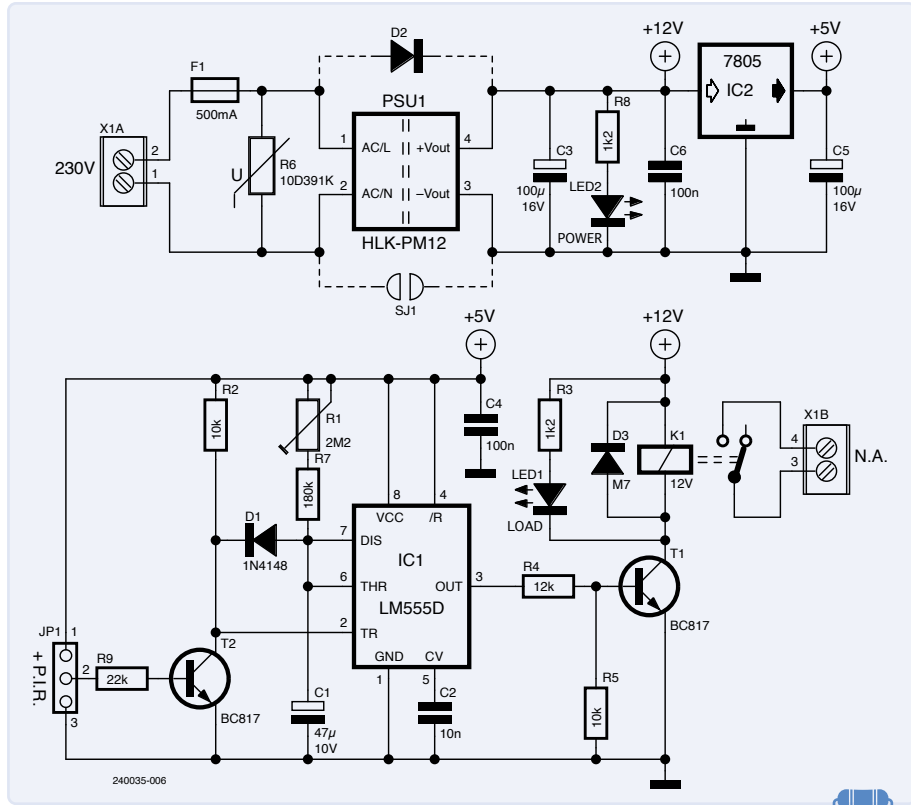 D2
+12V
+5V
F1
500mA
PSU1
7805
IC2
X1A
2
1
230V
U
R6
10D391K
1
AC/L
+Vout
4
2
AC/N
–Vout
3
HLK-PM12
SJ1
R8
1k2
C3
100µ
16V
LED2
POWER
C6
100n
C5
100µ
16V
+5V
+12V
R2
10k
R1
2M2
R7
180k
C4
100n
R3
1k2
LED1
LOAD
D3
M7
K1
12V
X1B
4
3
N.A.
D1
1N4148
8
VCC
4
/R
7
DIS
IC1
6
THR
OUT
3
LM555D
2
TR
GND
CV
1
5
R4
12k
T1
BC817
JP1
1
2
3
+ P.I.R.
R9
22k
T2
BC817
C1
47µ
10V
C2
10n
R5
10k
240035-006